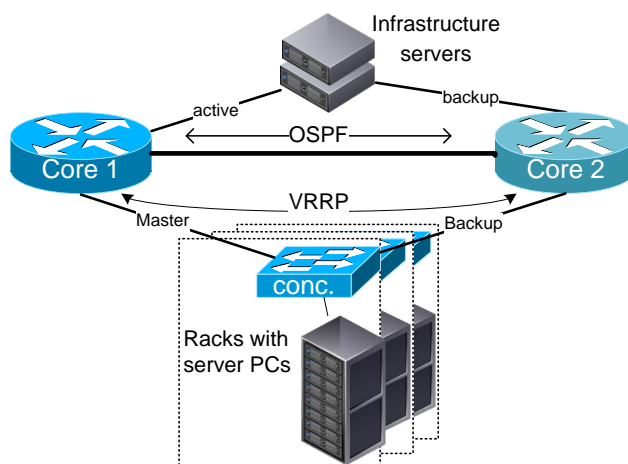 Infrastructure
servers
active
backup
OSPF
Core 1
Core 2
VRRP
Master
Backup
conc.
Racks with
server PCs